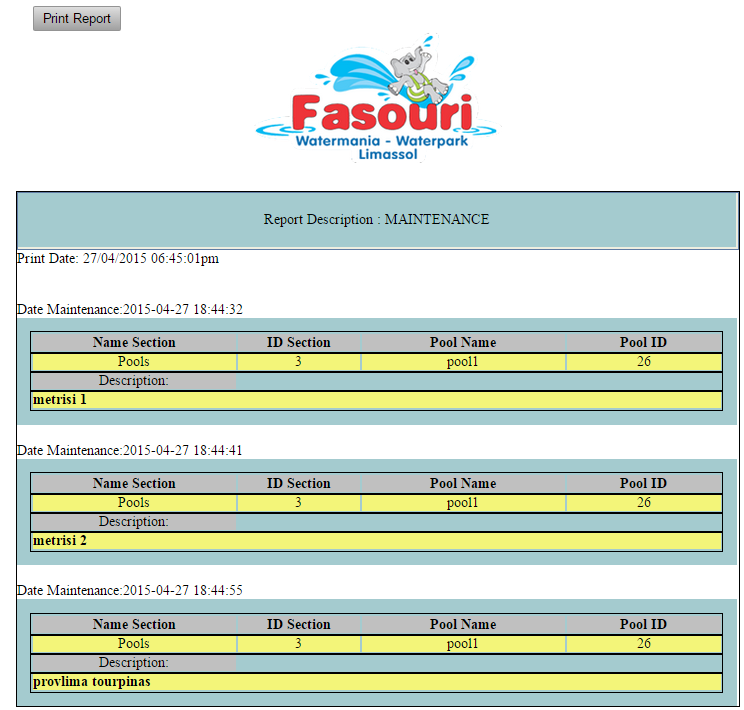 Print Report
Fasouri
Watermania - Waterpark
Limassol
Report Description : MAINTENANCE
Print Date: 27/04/2015 06:45:01pm
Date Maintenance:2015-04-27 18:44:32
Name Section ID Section Pool Name Pool ID
Pools 3 pool1 26
Description:
metrisi 1
Date Maintenance:2015-04-27 18:44:41
Name Section ID Section Pool Name Pool ID
Pools 3 pool1 26
Description:
metrisi 2
Date Maintenance:2015-04-27 18:44:55
Name Section ID Section Pool Name Pool ID
Pools 3 pool1 26
Description:
provlima tourpinas